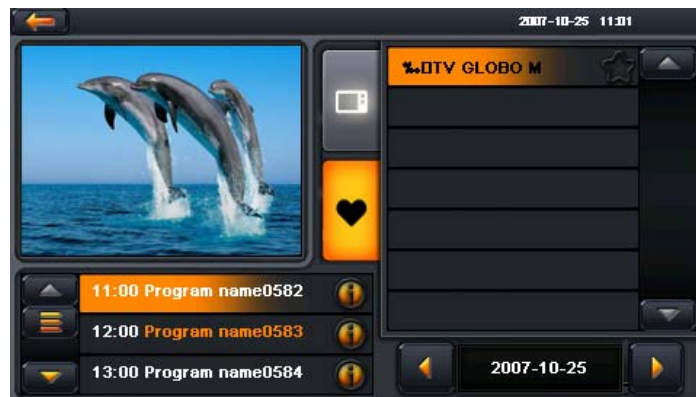 2007-10-25 11:01
TV GLOBO M
11:00 Program name0582
12:00 Program name0583
13:00 Program name0584
2007-10-25